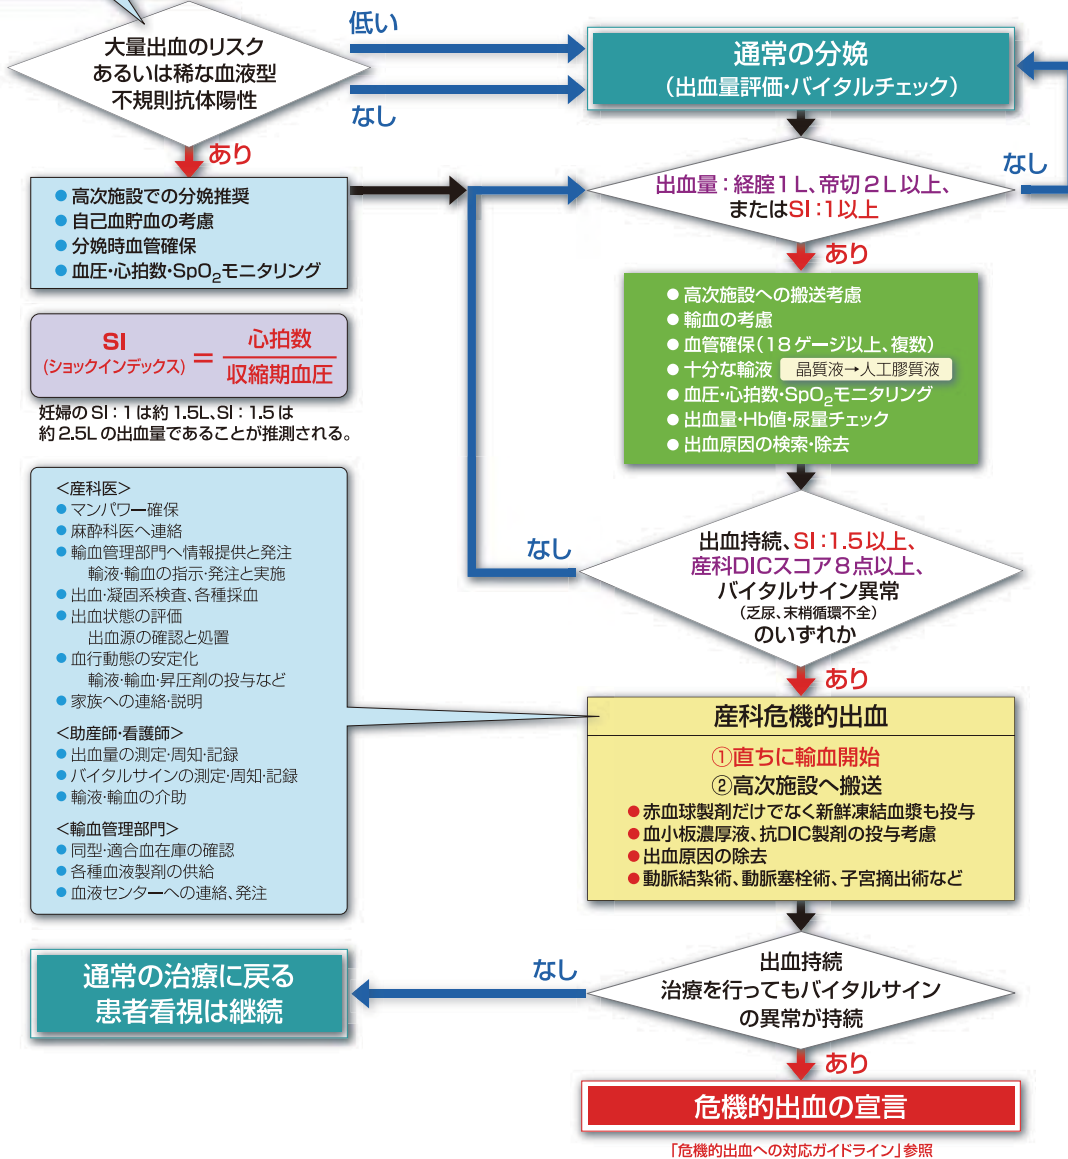 大量出血のリスク
あるいは稀な血液型
不規則抗体陽性
低い
なし
あり
通常の分娩
（出血量評価・バイタルチェック）
● 高次施設での分娩推奨
● 自己血貯血の考慮
● 分娩時血管確保
● 血圧・心拍数・SpO₂モニタリング
出血量：経腟１L、帝切２L以上、
またはSI：1以上
なし
あり
SI
(ショックインデックス)
＝
心拍数
収縮期血圧
妊婦の SI：1 は約 1.5L、SI：1.5 は
約 2.5L の出血量であることが推測される。
● 高次施設への搬送考慮
● 輸血の考慮
● 血管確保（18 ゲージ以上、複数）
● 十分な輸液 晶質液→人工膠質液
● 血圧・心拍数・SpO₂モニタリング
● 出血量・Hb値・尿量チェック
● 出血原因の検索・除去
出血持続、SI：1.5以上、
産科DICスコア８点以上、
バイタルサイン異常
（乏尿、末梢循環不全）
のいずれか
なし
あり
＜産科医＞
● マンパワー確保
● 麻酔科医へ連絡
● 輸血管理部門へ情報提供と発注
輸液・輸血の指示・発注と実施
● 出血・凝固系検査、各種採血
● 出血状態の評価
出血源の確認と処置
● 血行動態の安定化
輸液・輸血・昇圧剤の投与など
● 家族への連絡・説明
＜助産師・看護師＞
● 出血量の測定・周知・記録
● バイタルサインの測定・周知・記録
● 輸液・輸血の介助
＜輸血管理部門＞
● 同型・適合血在庫の確認
● 各種血液製剤の供給
● 血液センターへの連絡、発注
産科危機的出血
①直ちに輸血開始
②高次施設へ搬送
● 赤血球製剤だけでなく新鮮凍結血漿も投与
● 血小板濃厚液、抗DIC製剤の投与考慮
● 出血原因の除去
● 動脈結紮術、動脈塞栓術、子宮摘出術など
出血持続
治療を行ってもバイタルサイン
の異常が持続
なし
あり
通常の治療に戻る
患者看視は継続
危機的出血の宣言
「危機的出血への対応ガイドライン」参照